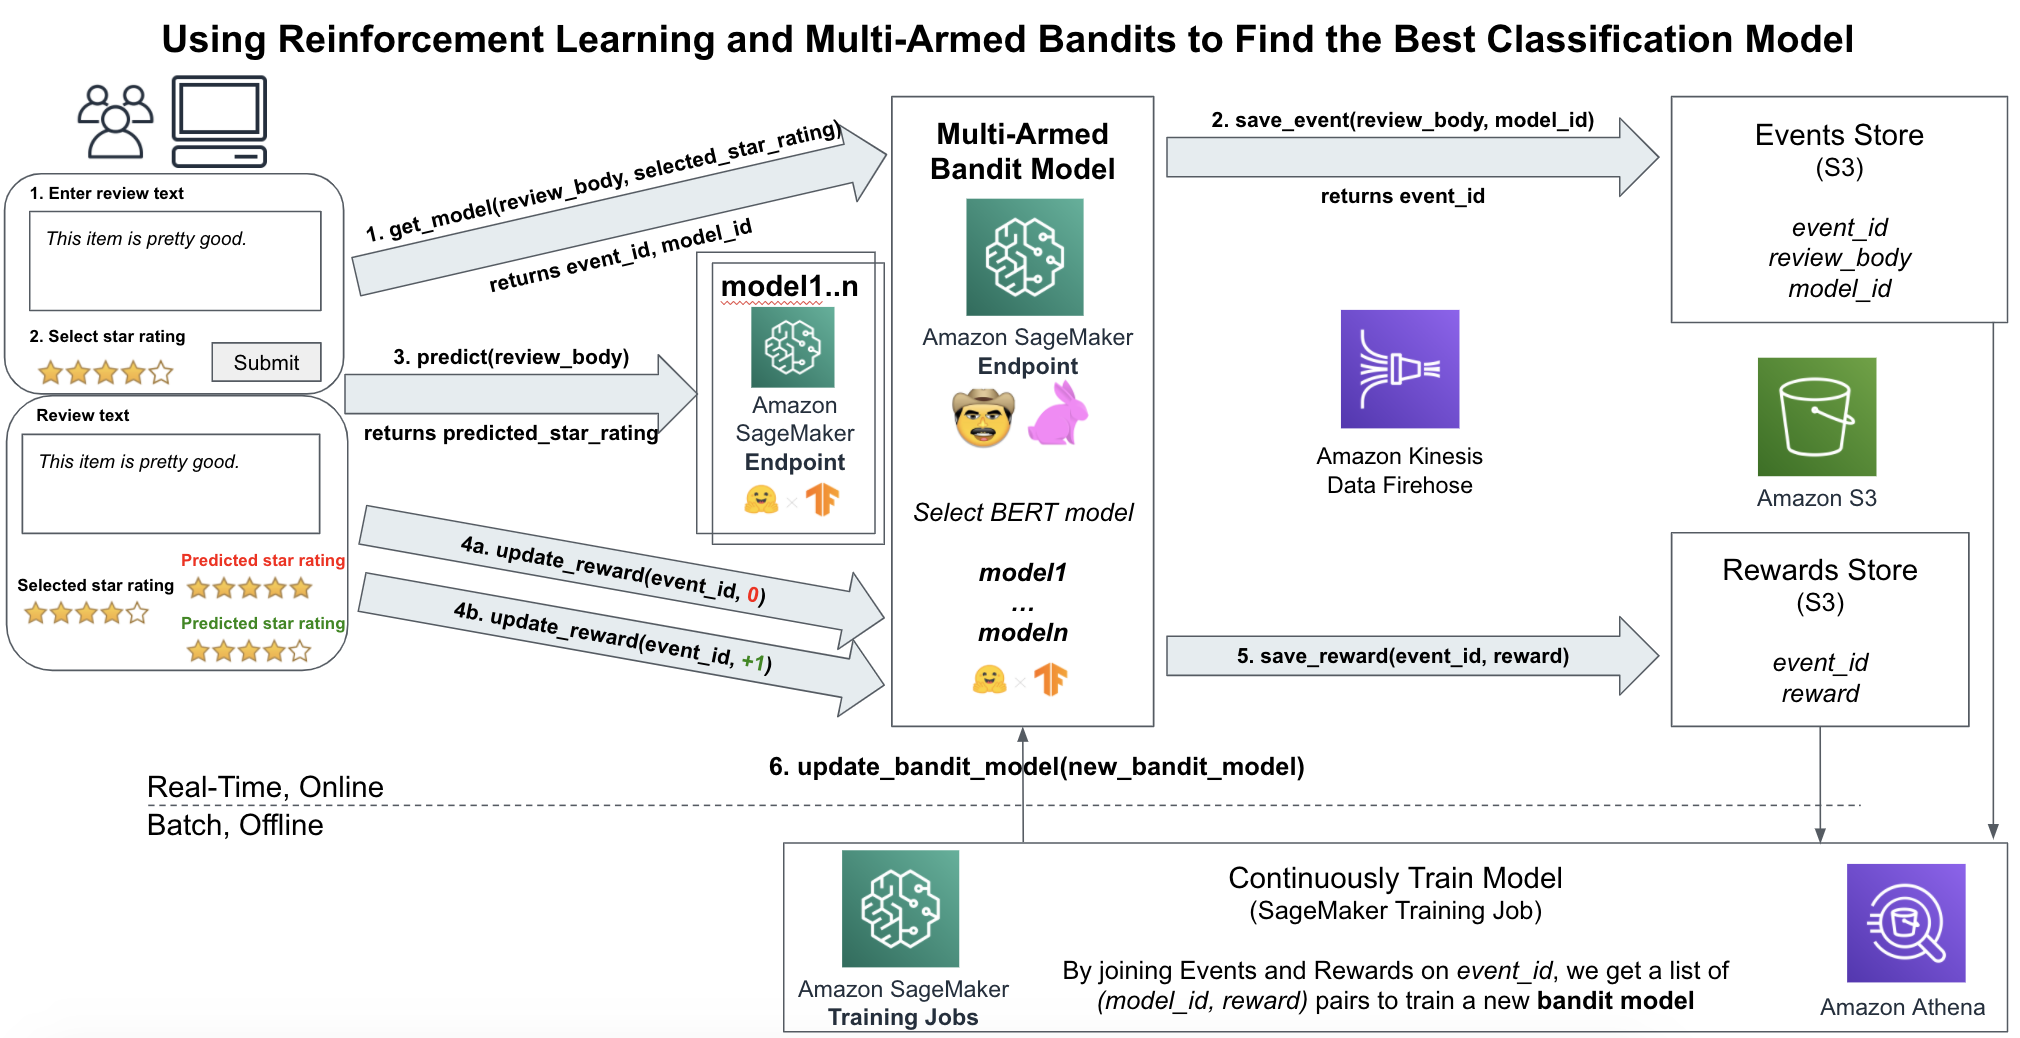 Using Reinforcement Learning and Multi-Armed Bandits to Find the Best Classification Model
1. Enter review text
This item is pretty good.
2. Select star rating
Submit
Review text
This item is pretty good.
Predicted star rating
Selected star rating
Predicted star rating
1. get_model(review_body, selected_star_rating)
returns event_id, model_id
3. predict(review_body)
returns predicted_star_rating
4a. update_reward(event_id, 0)
4b. update_reward(event_id, +1)
model1..n
Amazon
SageMaker
Endpoint
Multi-Armed
Bandit Model
Amazon SageMaker
Endpoint
Select BERT model
model1
...
modeln
2. save_event(review_body, model_id)
returns event_id
Amazon Kinesis
Data Firehose
5. save_reward(event_id, reward)
Events Store
(S3)
event_id
review_body
model_id
Amazon S3
Rewards Store
(S3)
event_id
reward
6. update_bandit_model(new_bandit_model)
Real-Time, Online
Batch, Offline
Amazon SageMaker
Training Jobs
Continuously Train Model
(SageMaker Training Job)
By joining Events and Rewards on event_id, we get a list of
(model_id, reward) pairs to train a new bandit model
Amazon Athena